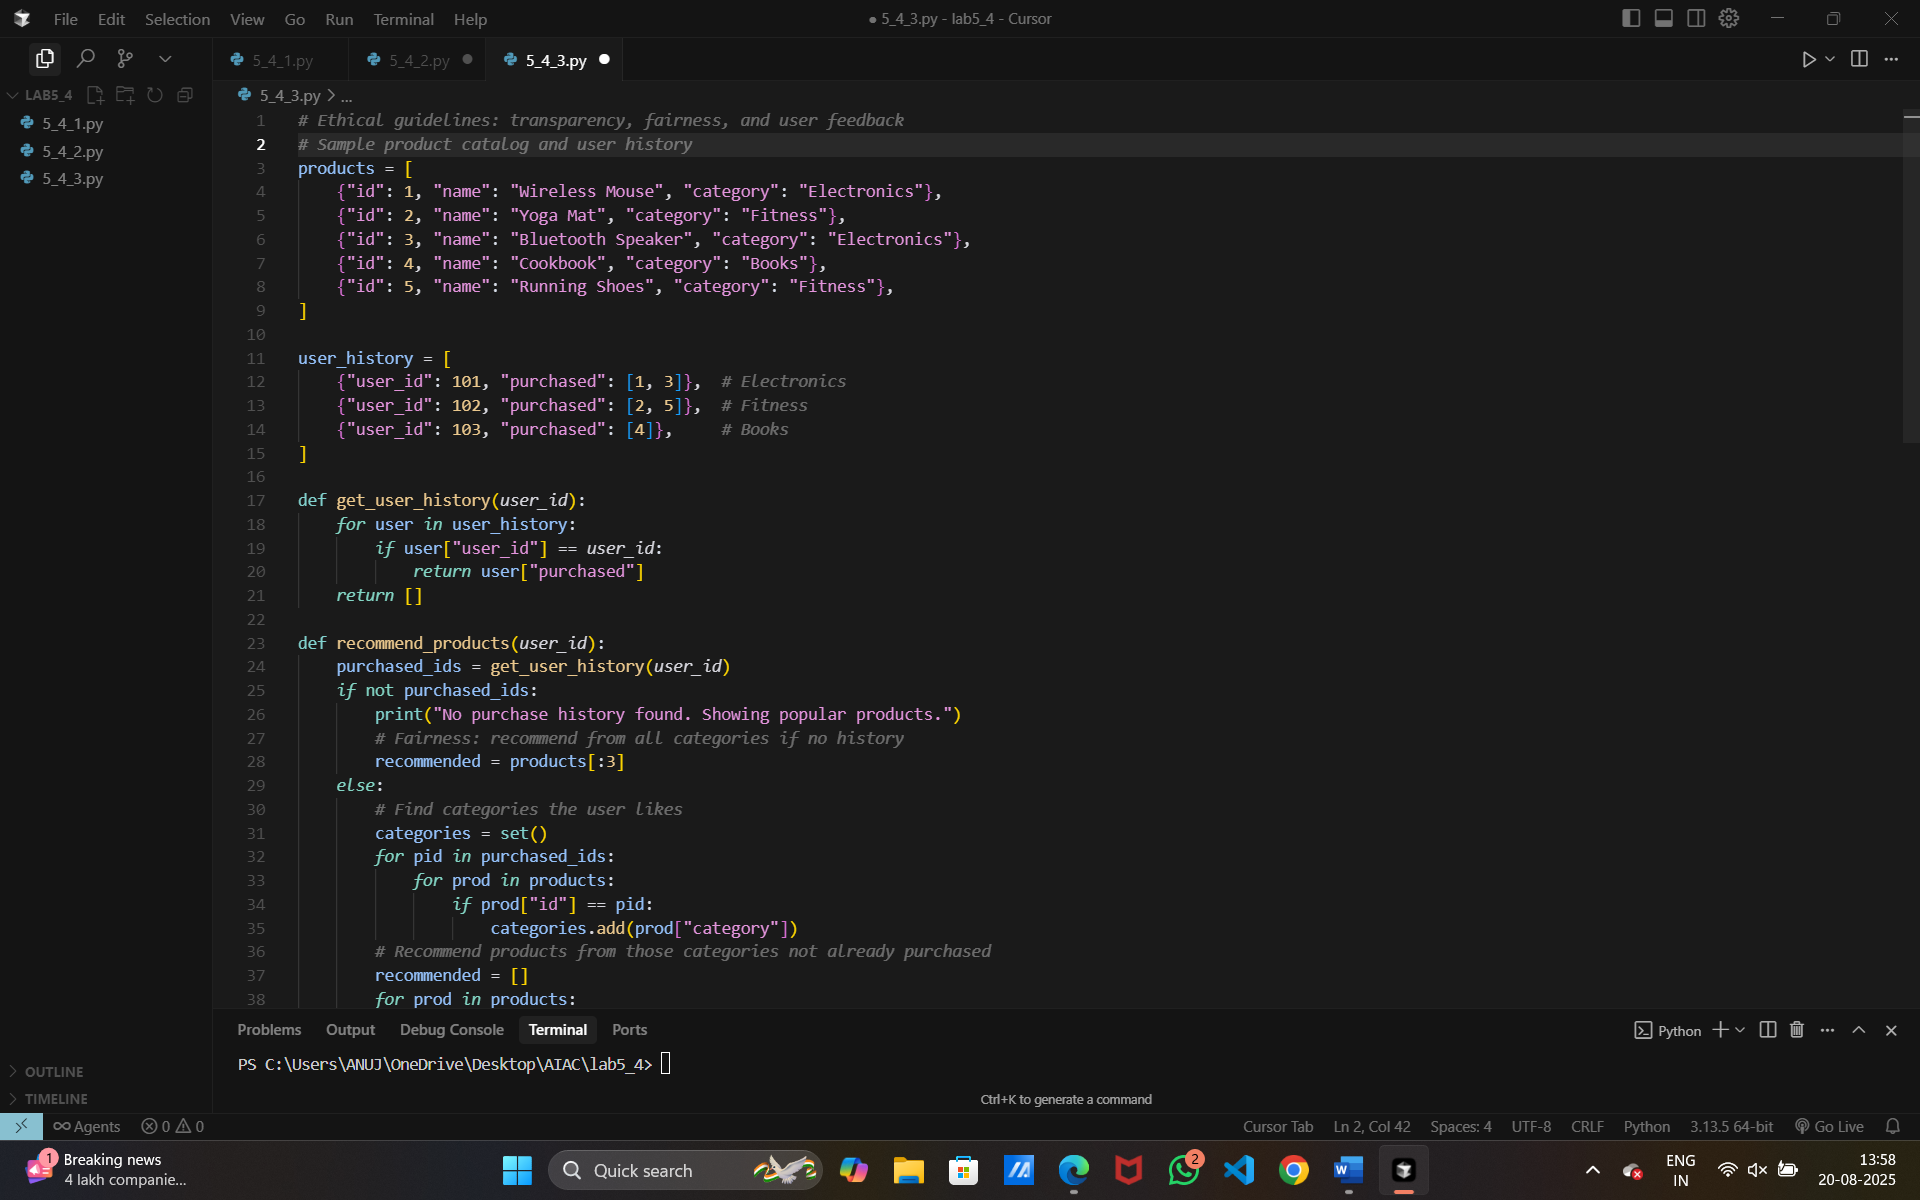 File Edit Selection View Go Run Terminal Help
● 5_4_3.py - lab5_4 - Cursor
5_4_1.py
5_4_2.py ●
5_4_3.py ●
LAB5_4
5_4_1.py
5_4_2.py
5_4_3.py
5_4_3.py > ...
1 # Ethical guidelines: transparency, fairness, and user feedback
2 # Sample product catalog and user history
3 products = [
4     {"id": 1, "name": "Wireless Mouse", "category": "Electronics"},
5     {"id": 2, "name": "Yoga Mat", "category": "Fitness"},
6     {"id": 3, "name": "Bluetooth Speaker", "category": "Electronics"},
7     {"id": 4, "name": "Cookbook", "category": "Books"},
8     {"id": 5, "name": "Running Shoes", "category": "Fitness"},
9 ]
10
11 user_history = [
12     {"user_id": 101, "purchased": [1, 3]},  # Electronics
13     {"user_id": 102, "purchased": [2, 5]},  # Fitness
14     {"user_id": 103, "purchased": [4]},     # Books
15 ]
16
17 def get_user_history(user_id):
18     for user in user_history:
19         if user["user_id"] == user_id:
20             return user["purchased"]
21     return []
22
23 def recommend_products(user_id):
24     purchased_ids = get_user_history(user_id)
25     if not purchased_ids:
26         print("No purchase history found. Showing popular products.")
27         # Fairness: recommend from all categories if no history
28         recommended = products[:3]
29     else:
30         # Find categories the user likes
31         categories = set()
32         for pid in purchased_ids:
33             for prod in products:
34                 if prod["id"] == pid:
35                     categories.add(prod["category"])
36         # Recommend products from those categories not already purchased
37         recommended = []
38         for prod in products:
Problems Output Debug Console Terminal Ports
Python
PS C:\Users\ANUJ\OneDrive\Desktop\AIAC\lab5_4>
Ctrl+K to generate a command
OUTLINE
TIMELINE
Agents 0 0
Cursor Tab Ln 2, Col 42 Spaces: 4 UTF-8 CRLF Python 3.13.5 64-bit Go Live
1
Breaking news
4 lakh companie...
Quick search
2
ENG
IN
13:58
20-08-2025